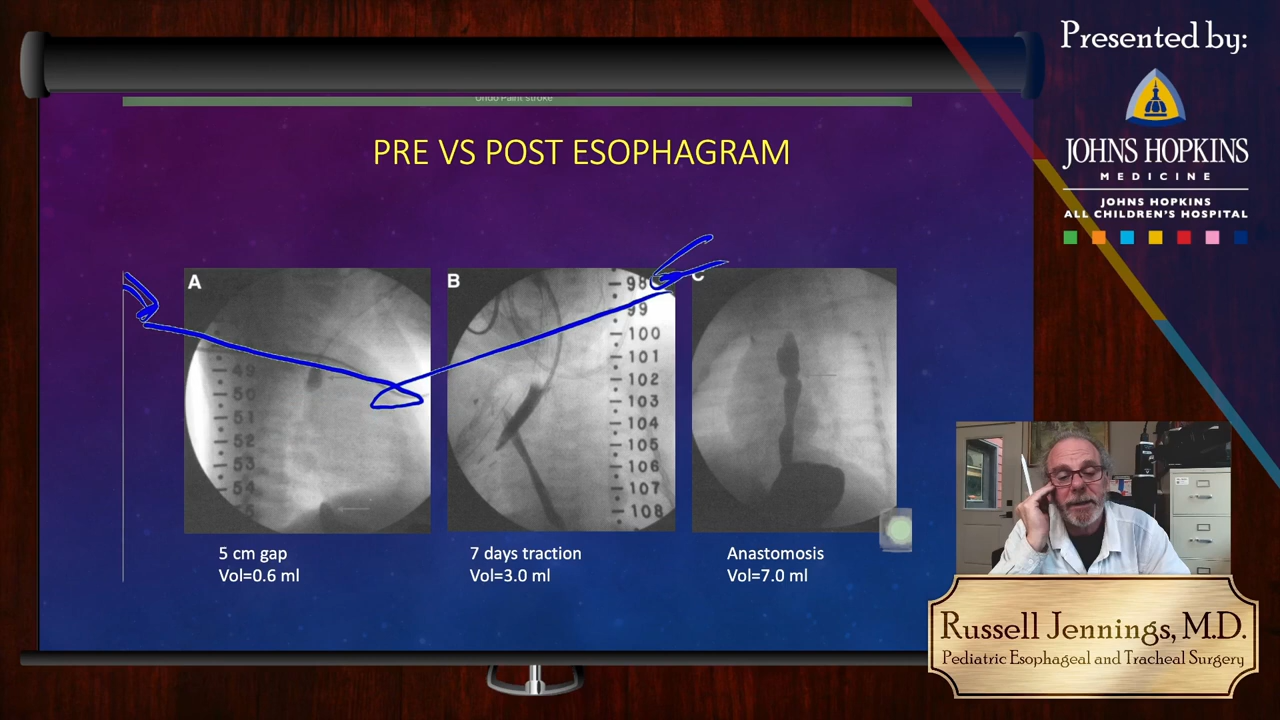 Presented by:
JOHNS HOPKINS
MEDICINE
JOHNS HOPKINS
ALL CHILDREN'S HOSPITAL
Undo Paint Stroke
PRE VS POST ESOPHAGRAM
A
49
50
51
52
53
54
B
98
99
100
101
102
103
104
105
106
107
108
C
5 cm gap
Vol=0.6 ml
7 days traction
Vol=3.0 ml
Anastomosis
Vol=7.0 ml
Russell Jennings, M.D.
Pediatric Esophageal and Tracheal Surgery